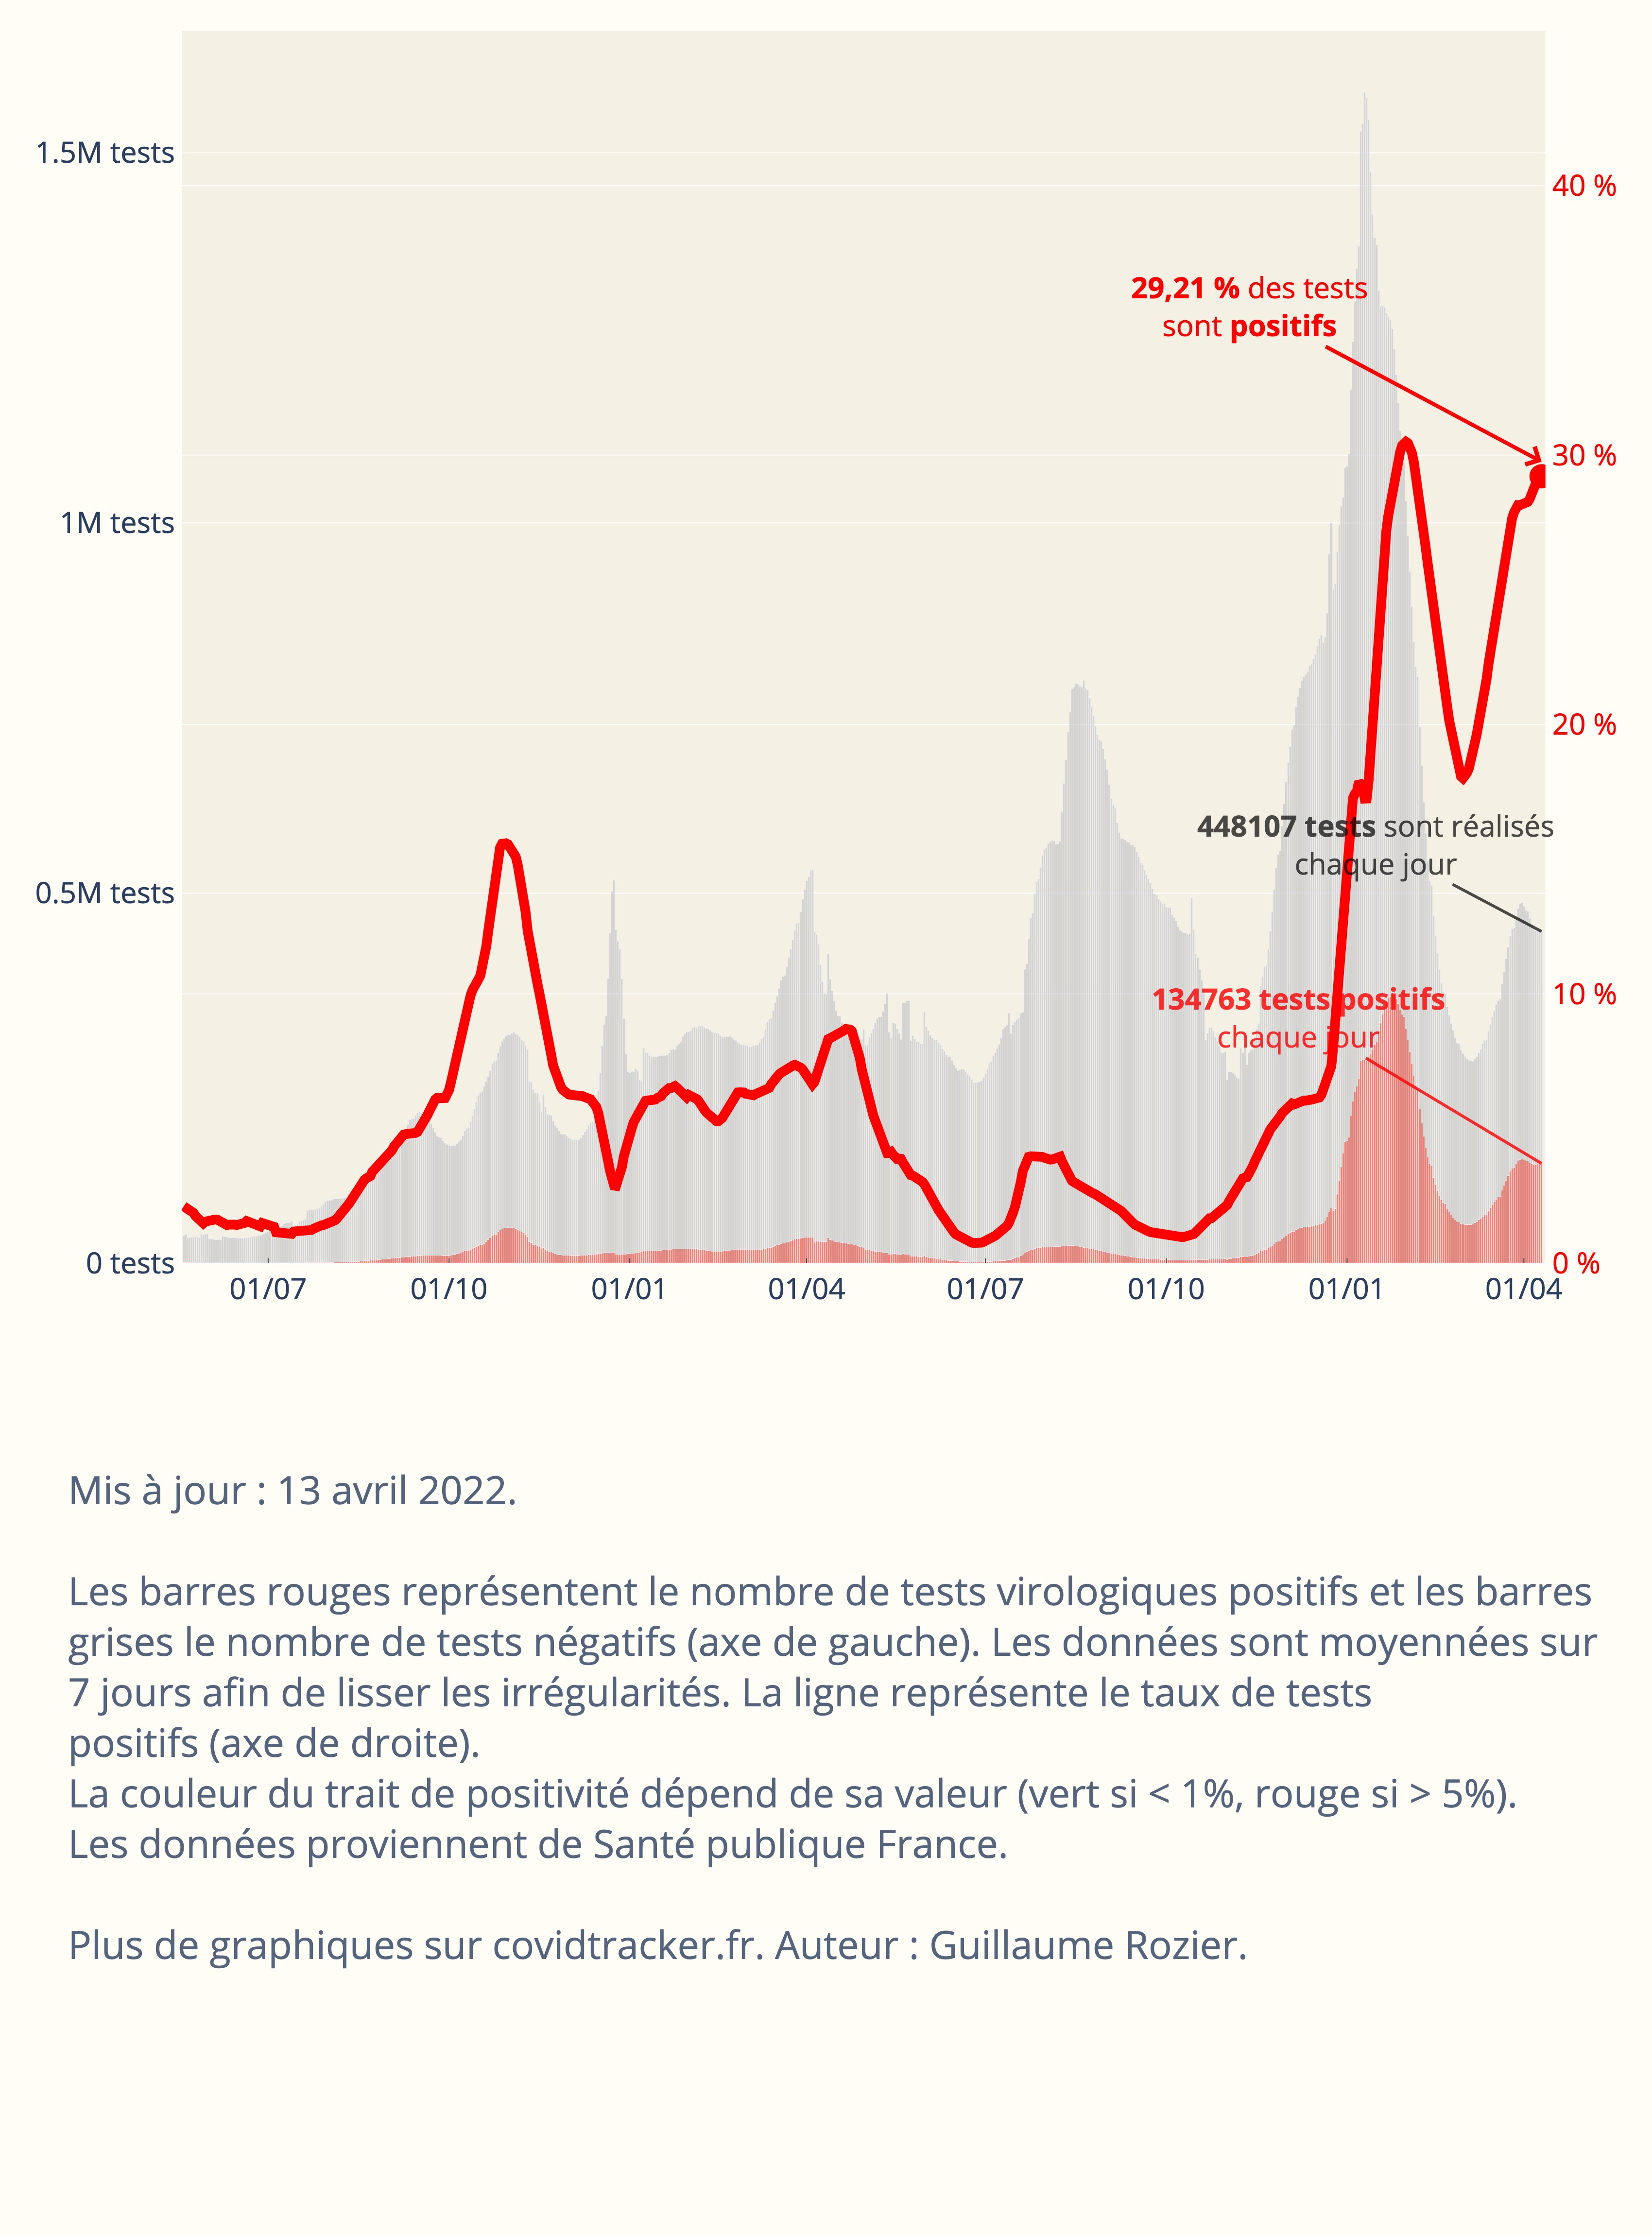 1.5M tests
40 %
29,21 % des tests
sont positifs
30 %
1M tests
20 %
448107 tests sont réalisés
chaque jour
0.5M tests
134763 tests positifs
chaque jour
10 %
0 tests
0 %
01/07
01/10
01/01
01/04
01/07
01/10
01/01
01/04
Mis à jour : 13 avril 2022.
Les barres rouges représentent le nombre de tests virologiques positifs et les barres
grises le nombre de tests négatifs (axe de gauche). Les données sont moyennées sur
7 jours afin de lisser les irrégularités. La ligne représente le taux de tests
positifs (axe de droite).
La couleur du trait de positivité dépend de sa valeur (vert si < 1%, rouge si > 5%).
Les données proviennent de Santé publique France.
Plus de graphiques sur covidtracker.fr. Auteur : Guillaume Rozier.